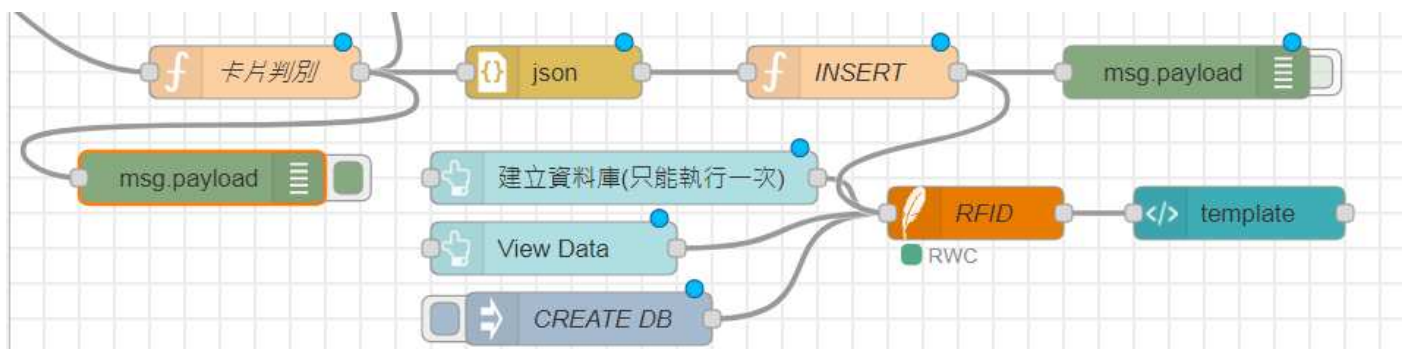 卡片判別
json
INSERT
msg.payload
msg.payload
建立資料庫(只能執行一次)
RFID
template
View Data
RWC
CREATE DB